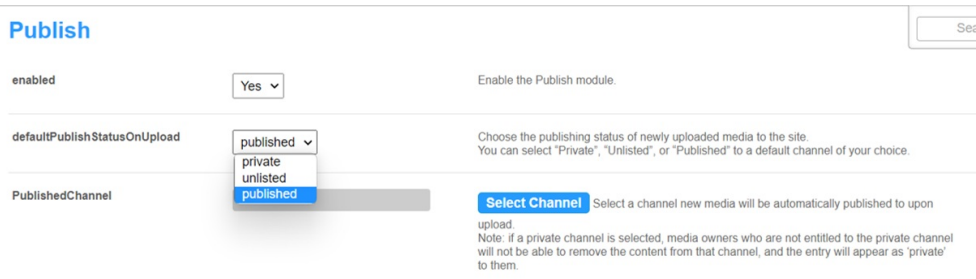 Publish
Sea
enabled
Yes
Enable the Publish module.
defaultPublishStatusOnUpload
published
Choose the publishing status of newly uploaded media to the site.
You can select "Private", "Unlisted", or "Published" to a default channel of your choice.
private
unlisted
published
PublishedChannel
Select Channel Select a channel new media will be automatically published to upon
upload.
Note: if a private channel is selected, media owners who are not entitled to the private channel
will not be able to remove the content from that channel, and the entry will appear as 'private'
to them.